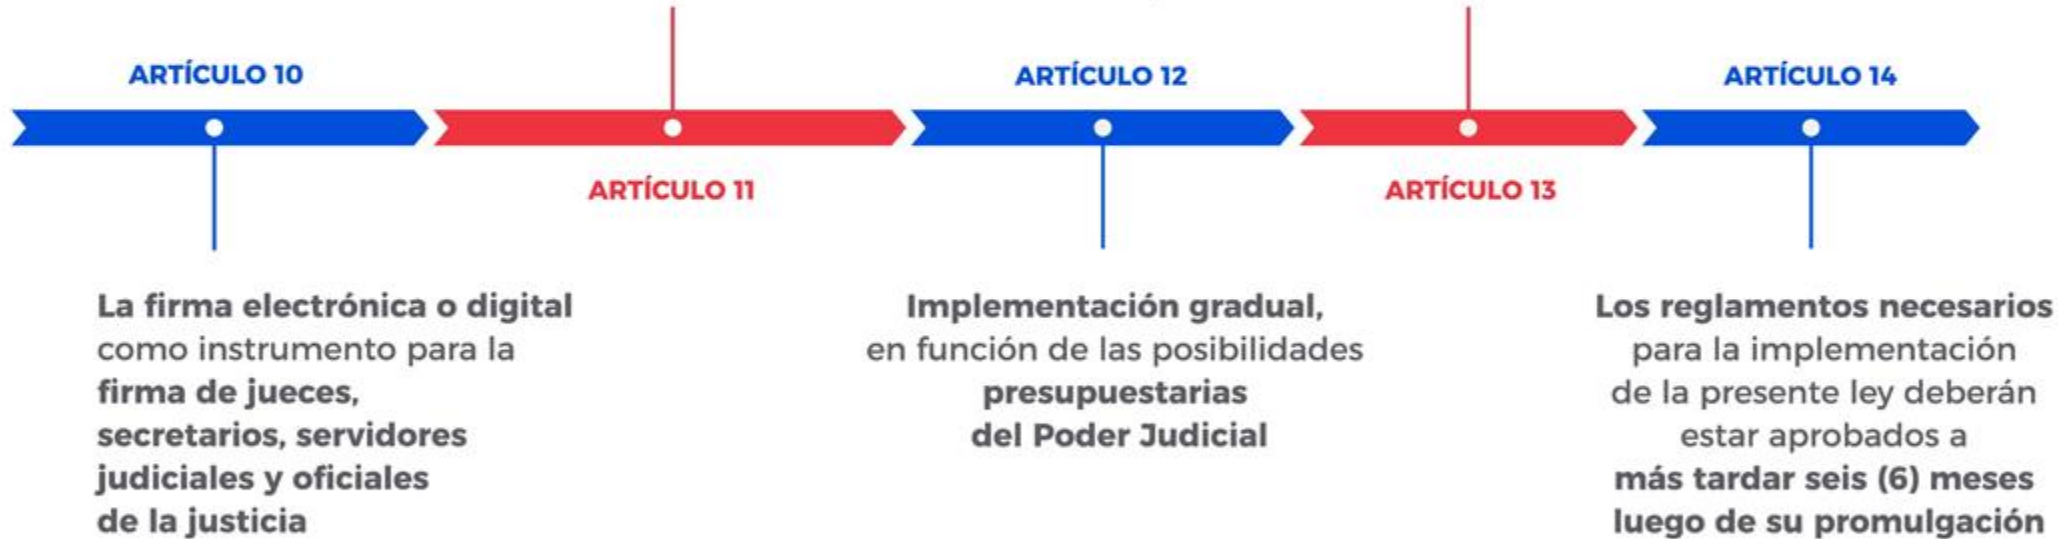 ARTÍCULO 10
ARTÍCULO 12
ARTÍCULO 14
ARTÍCULO 11
ARTÍCULO 13
La firma electrónica o digital
como instrumento para la
firma de jueces,
secretarios, servidores
judiciales y oficiales
de la justicia
Implementación gradual,
en función de las posibilidades
presupuestarias
del Poder Judicial
Los reglamentos necesarios
para la implementación
de la presente ley deberán
estar aprobados a
más tardar seis (6) meses
luego de su promulgación